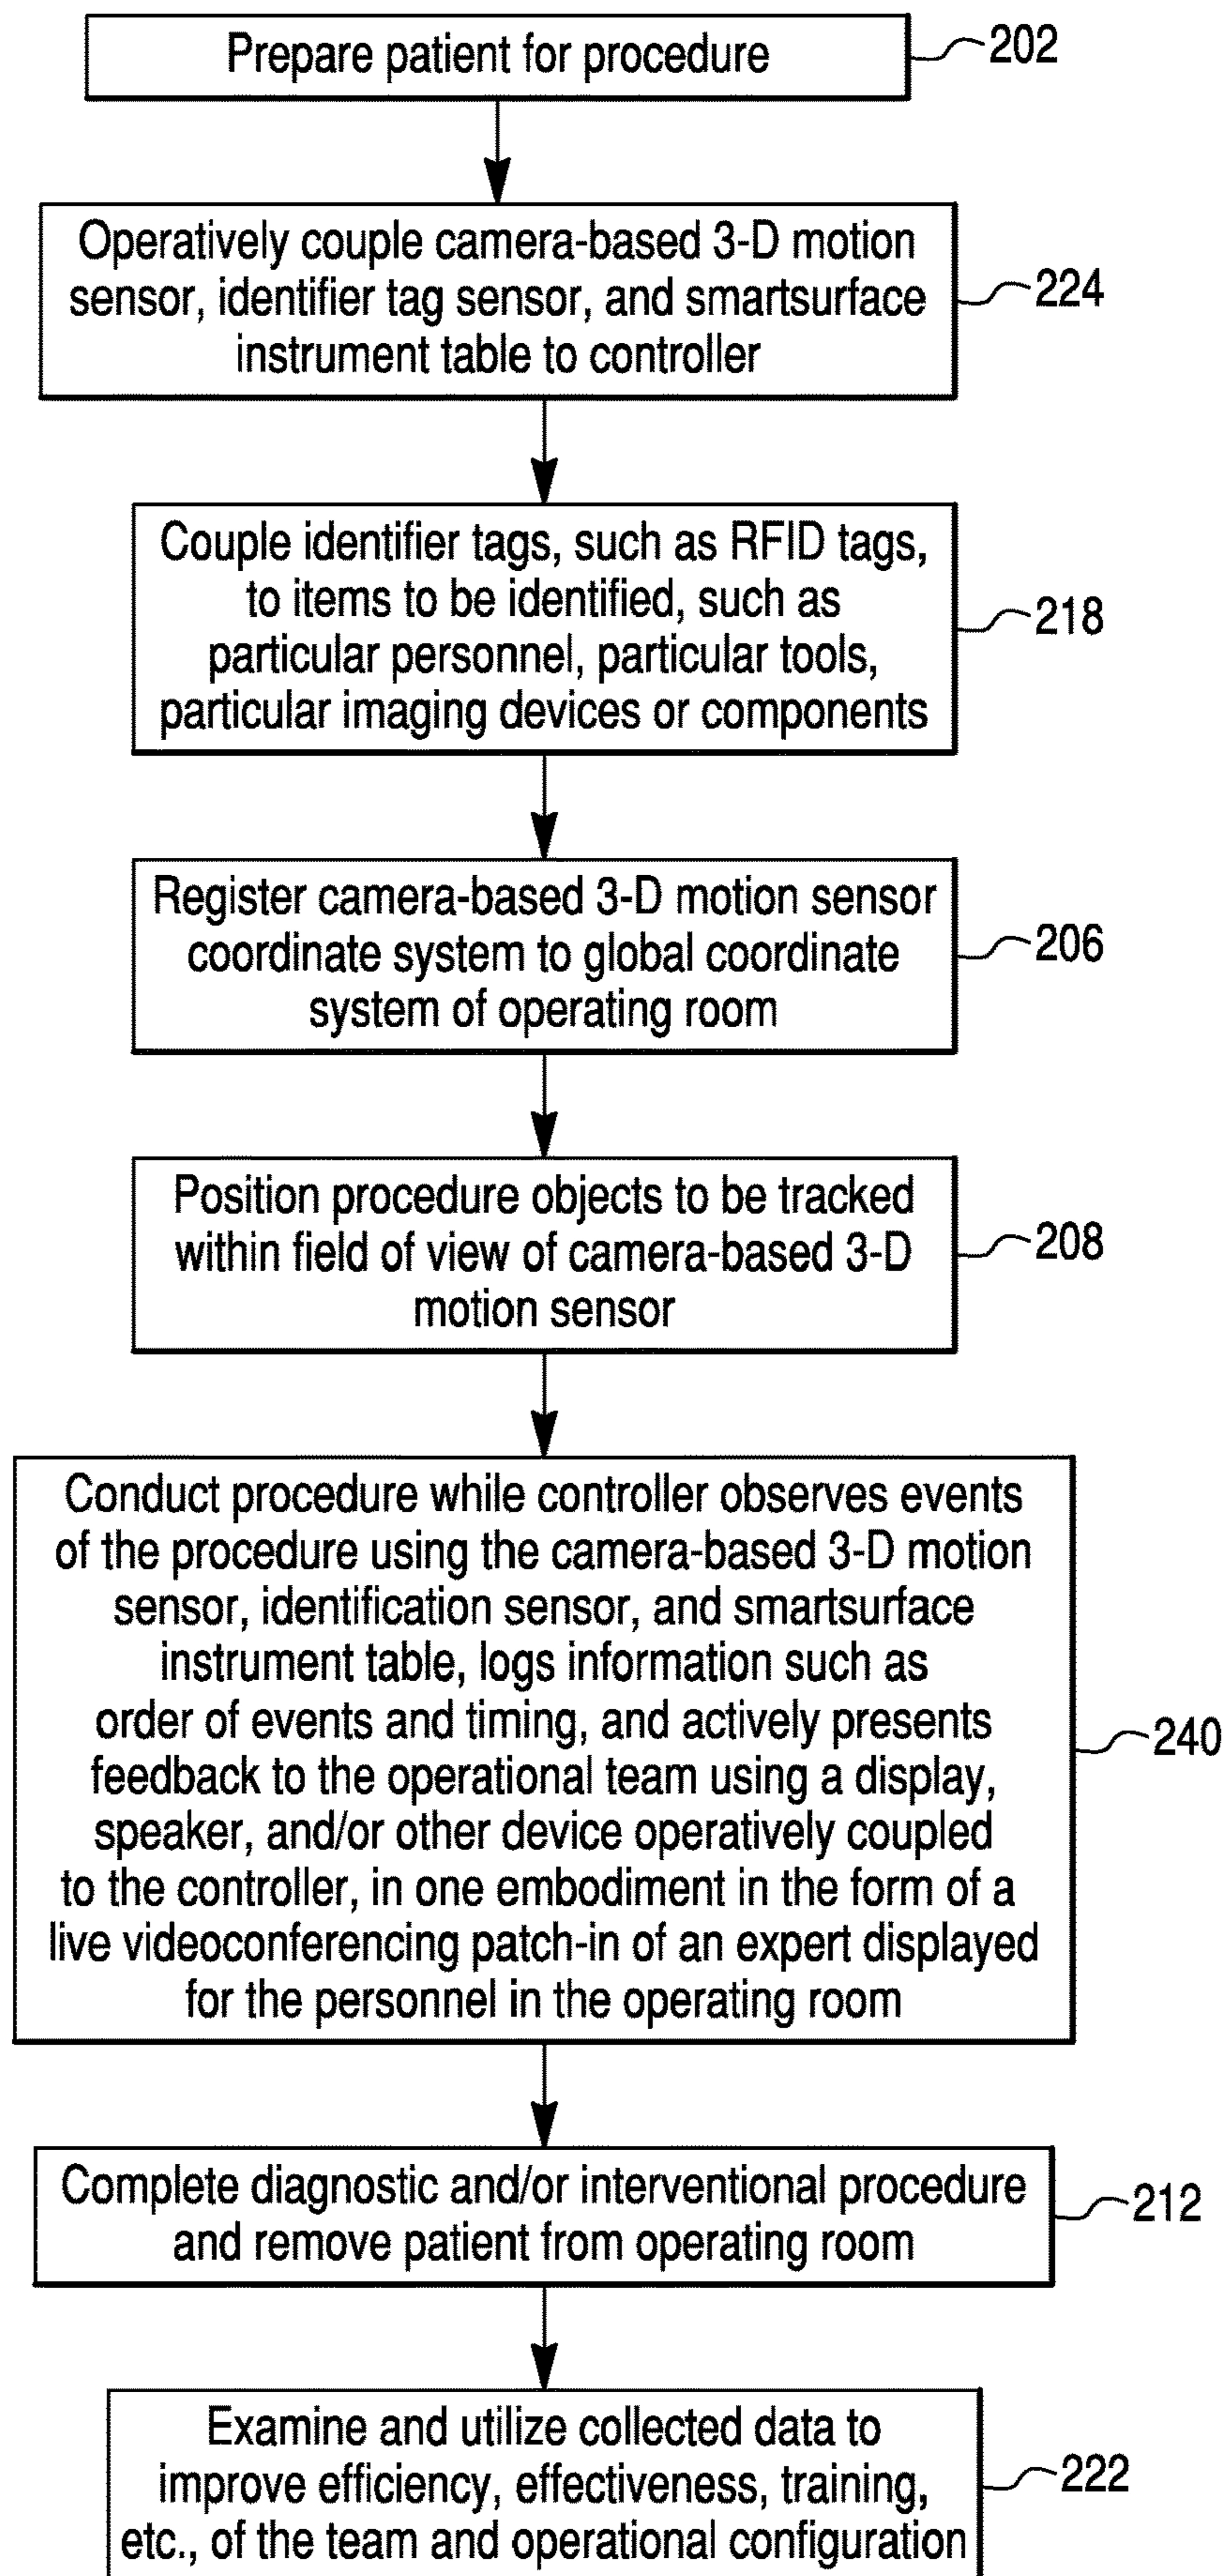 Prepare patient for procedure
202
Operatively couple camera-based 3-D motion
sensor, identifier tag sensor, and smartsurface
instrument table to controller
224
Couple identifier tags, such as RFID tags,
to items to be identified, such as
particular personnel, particular tools,
particular imaging devices or components
218
Register camera-based 3-D motion sensor
coordinate system to global coordinate
system of operating room
206
Position procedure objects to be tracked
within field of view of camera-based 3-D
motion sensor
208
Conduct procedure while controller observes events
of the procedure using the camera-based 3-D motion
sensor, identification sensor, and smartsurface
instrument table, logs information such as
order of events and timing, and actively presents
feedback to the operational team using a display,
speaker, and/or other device operatively coupled
to the controller, in one embodiment in the form of a
live videoconferencing patch-in of an expert displayed
for the personnel in the operating room
240
Complete diagnostic and/or interventional procedure
and remove patient from operating room
212
Examine and utilize collected data to
improve efficiency, effectiveness, training,
etc., of the team and operational configuration
222